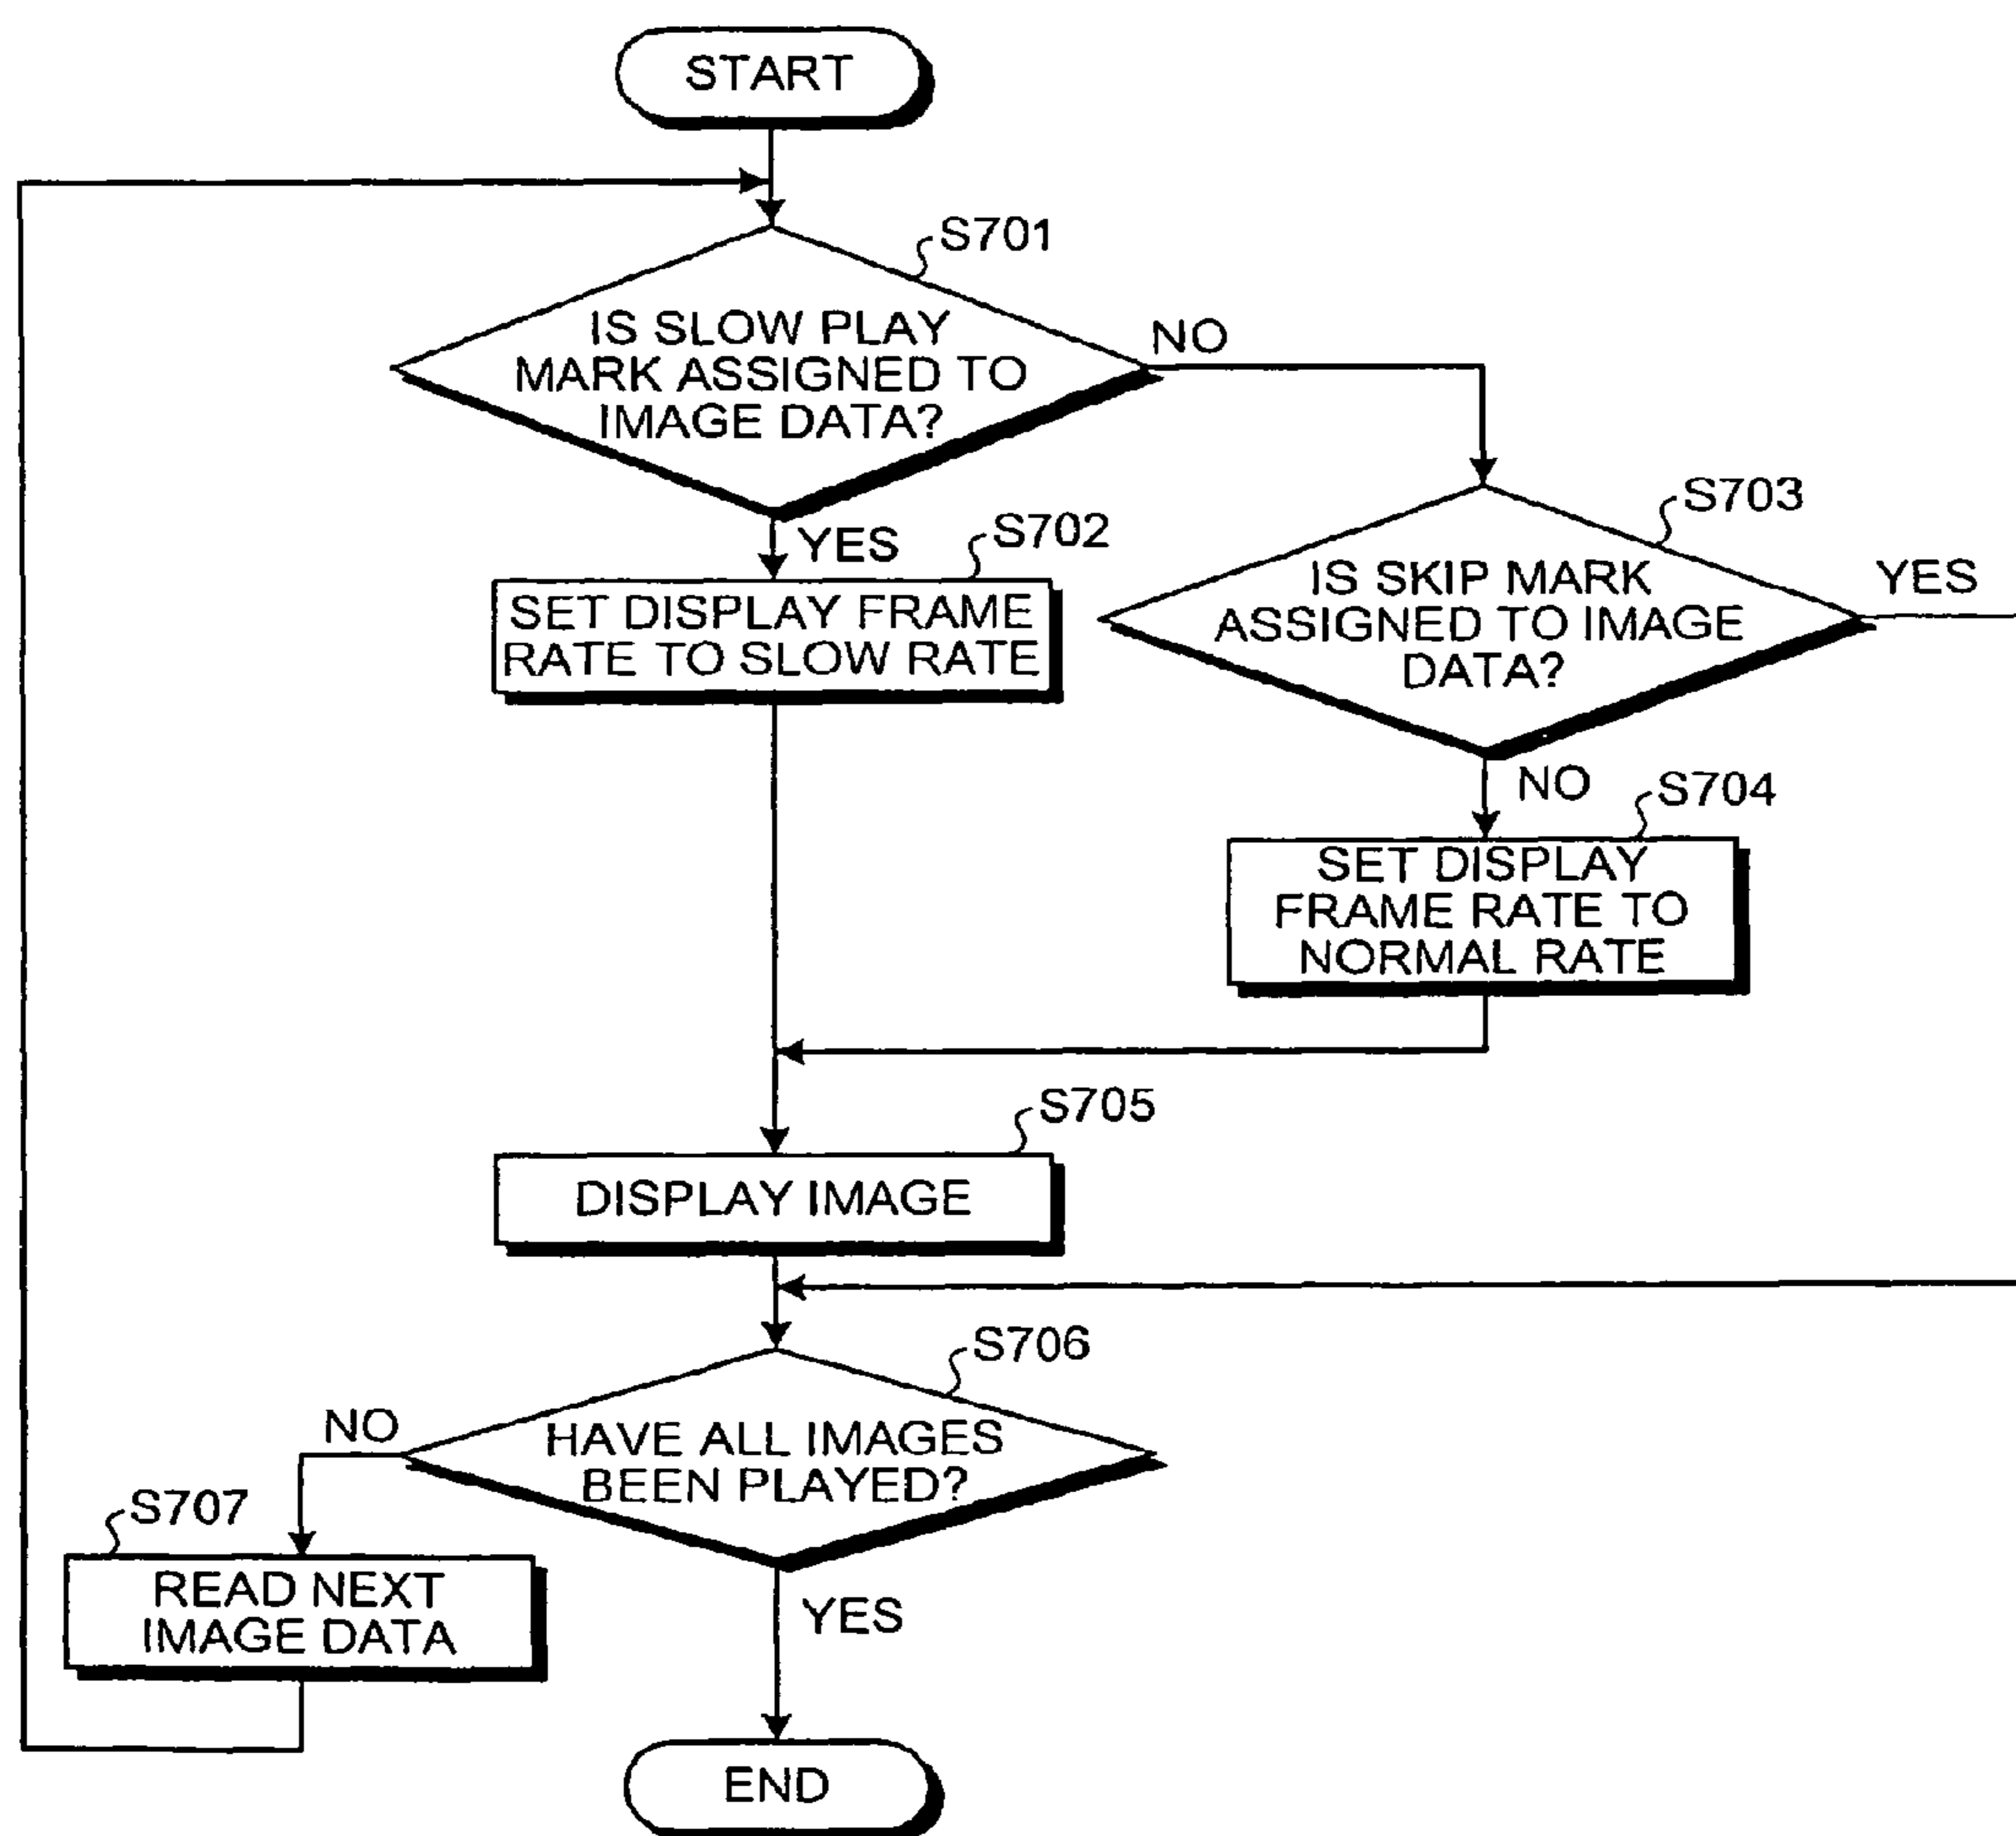 START
S701
IS SLOW PLAY
MARK ASSIGNED TO
IMAGE DATA?
NO
YES
S702
SET DISPLAY FRAME
RATE TO SLOW RATE
S703
IS SKIP MARK
ASSIGNED TO IMAGE
DATA?
YES
NO
S704
SET DISPLAY
FRAME RATE TO
NORMAL RATE
S705
DISPLAY IMAGE
S706
HAVE ALL IMAGES
BEEN PLAYED?
NO
S707
READ NEXT
IMAGE DATA
YES
END